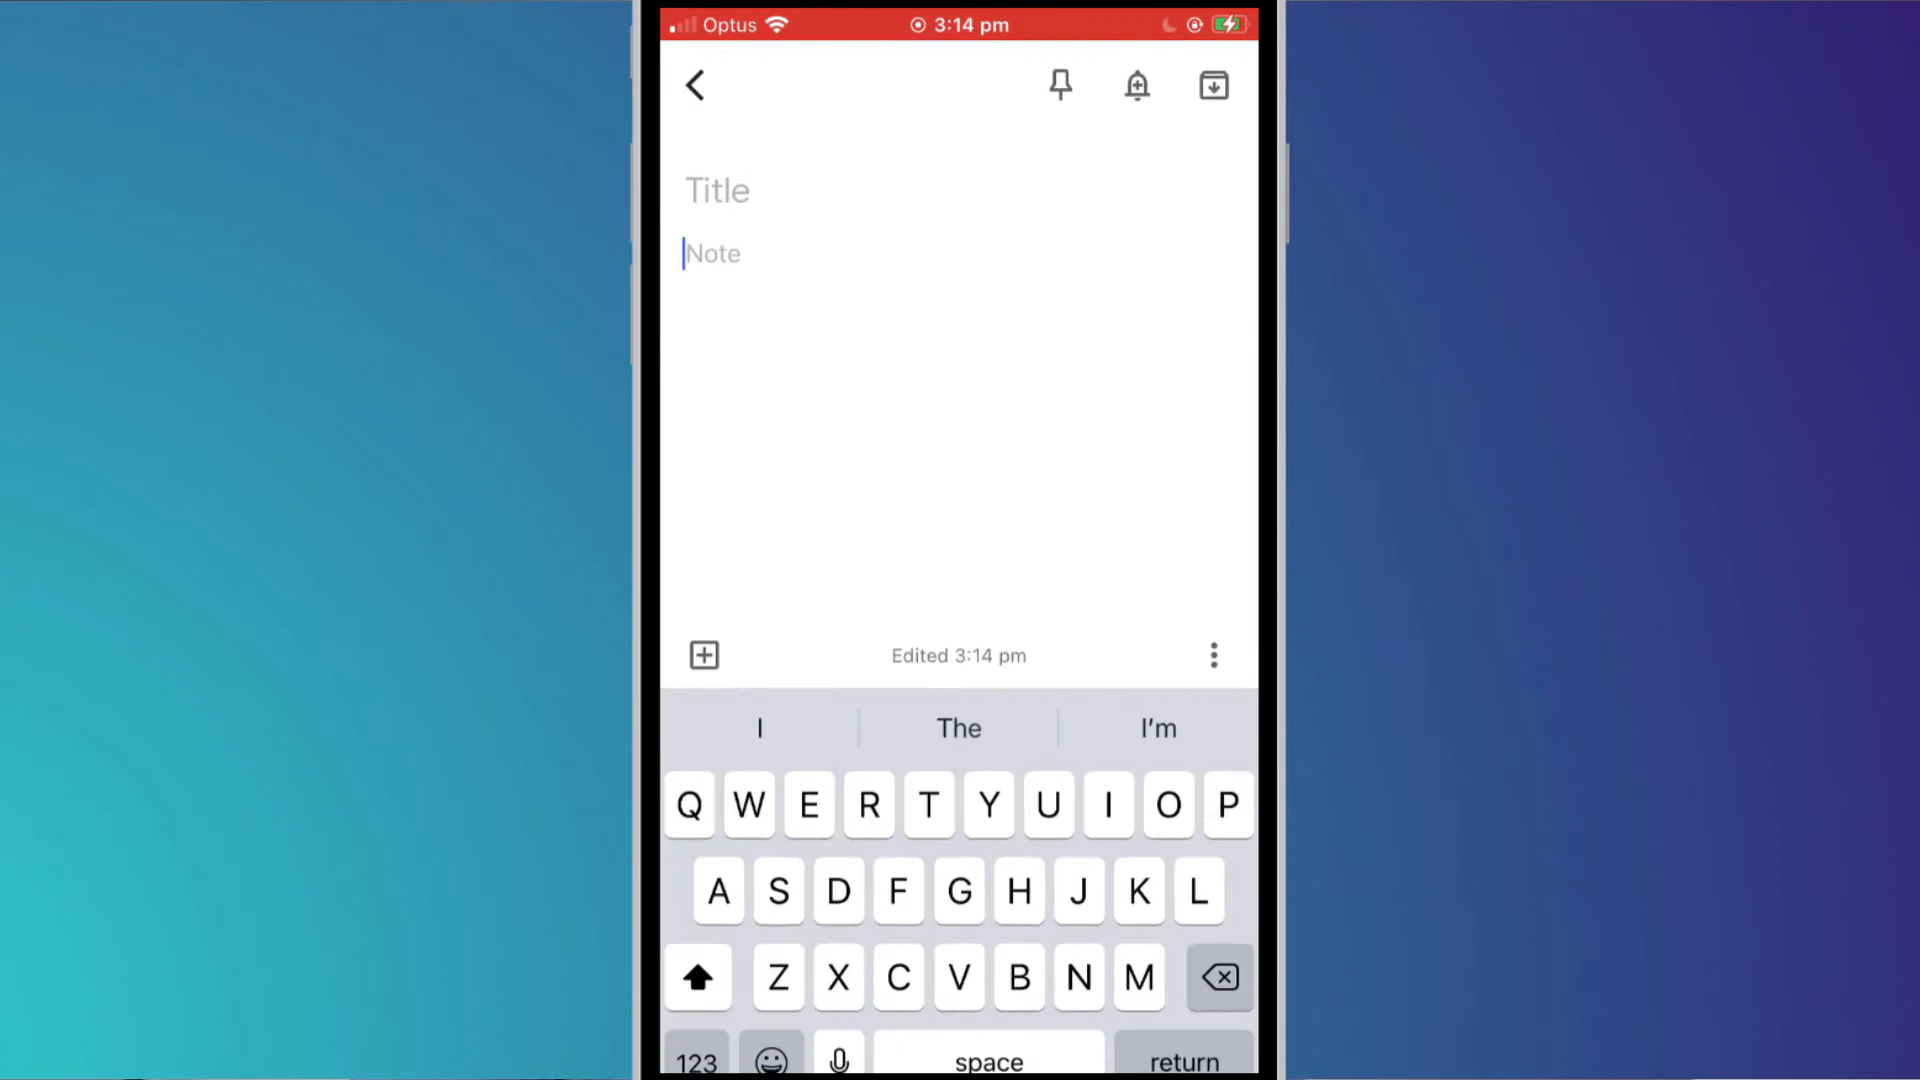 Optus 3:14 pm
Title
Note
Edited 3:14 pm
I The I'm
Q W E R T Y U I O P
A S D F G H J K L
Z X C V B N M
123 space return